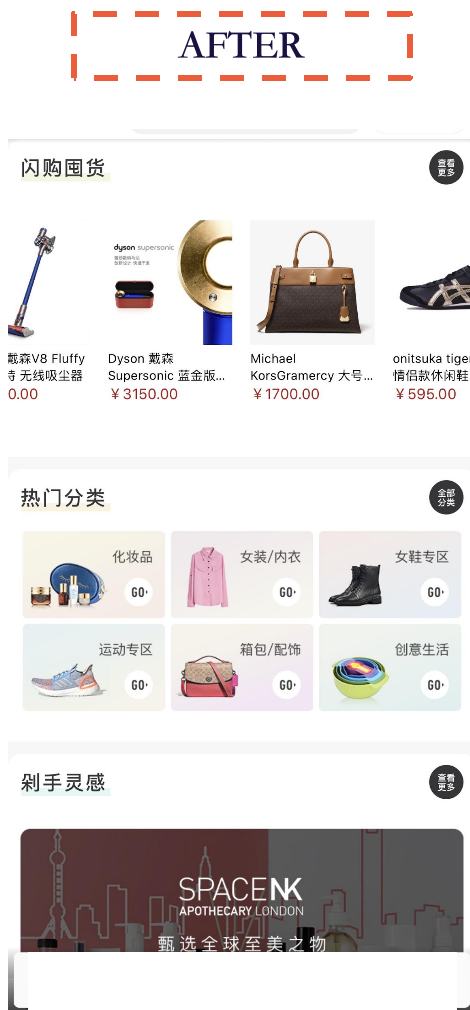 AFTER
闪购囤货
查看
更多
dyson supersonic
戴森V8 Fluffy
无线吸尘器
0.00
Dyson 戴森
Supersonic 蓝金版...
￥3150.00
Michael
KorsGramercy 大号...
￥1700.00
onitsuka tiger
情侣款休闲鞋
￥595.00
热门分类
全部
分类
化妆品
GO
女装/内衣
GO
女鞋专区
GO
运动专区
GO
箱包/配饰
GO
创意生活
GO
剁手灵感
查看
更多
SPACENK
APOTHECARY LONDON
甄选全球至美之物